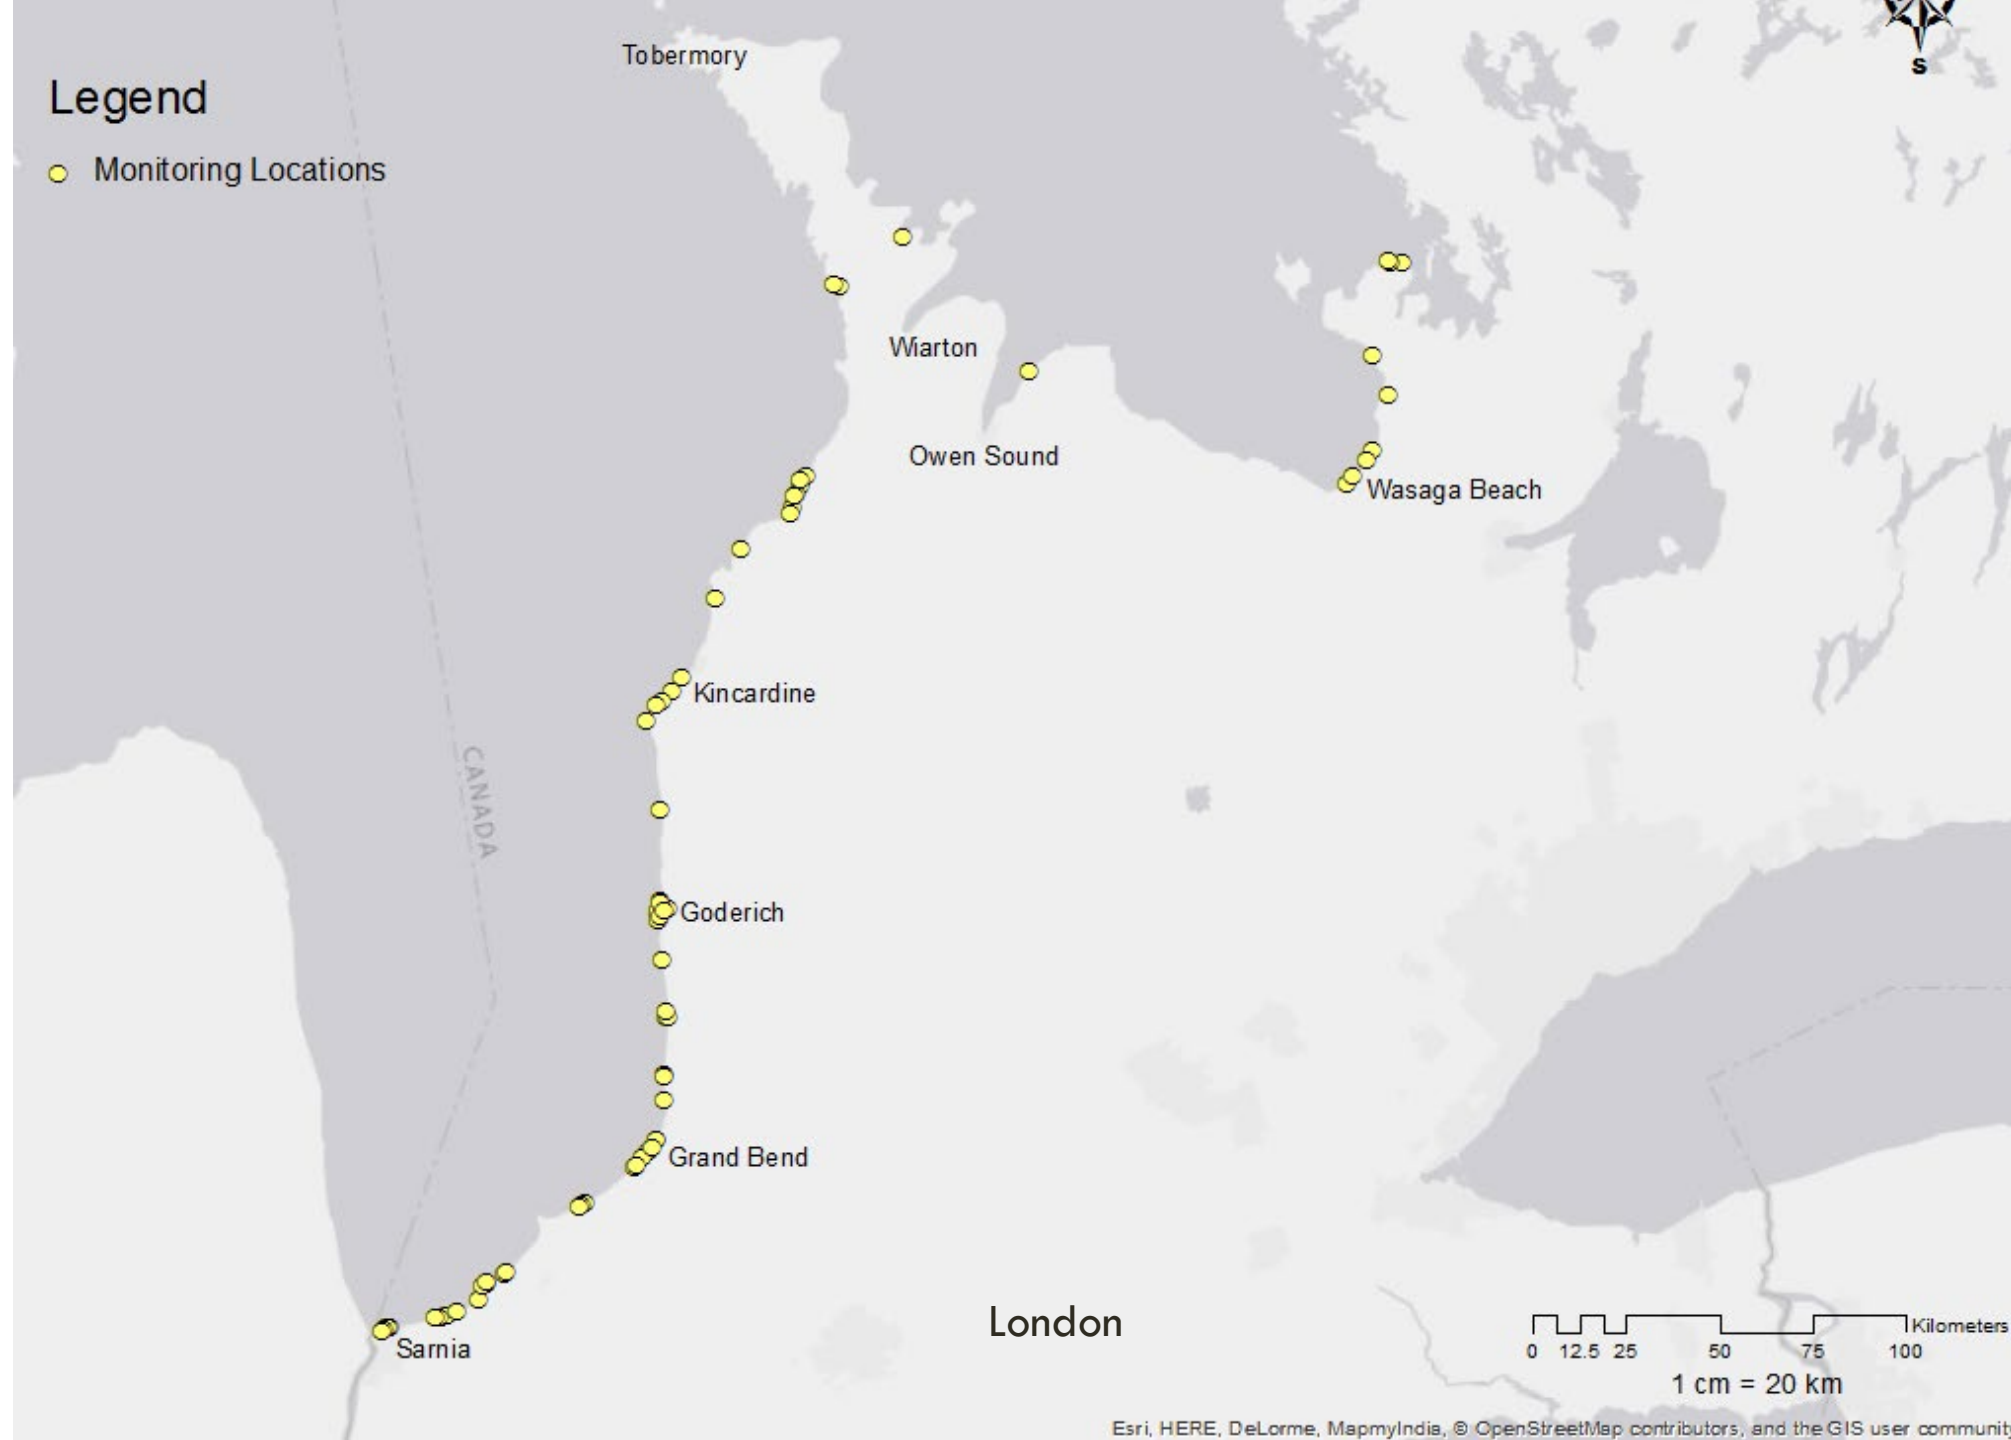 S
Tobermory
Legend
Monitoring Locations
Wiarton
Owen Sound
Wasaga Beach
Kincardine
CANADA
Goderich
Grand Bend
London
Sarnia
Kilometers
0 12.5 25 50 75 100
1 cm = 20 km
Esri, HERE, DeLorme, MapmyIndia, © OpenStreetMap contributors, and the GIS user communit